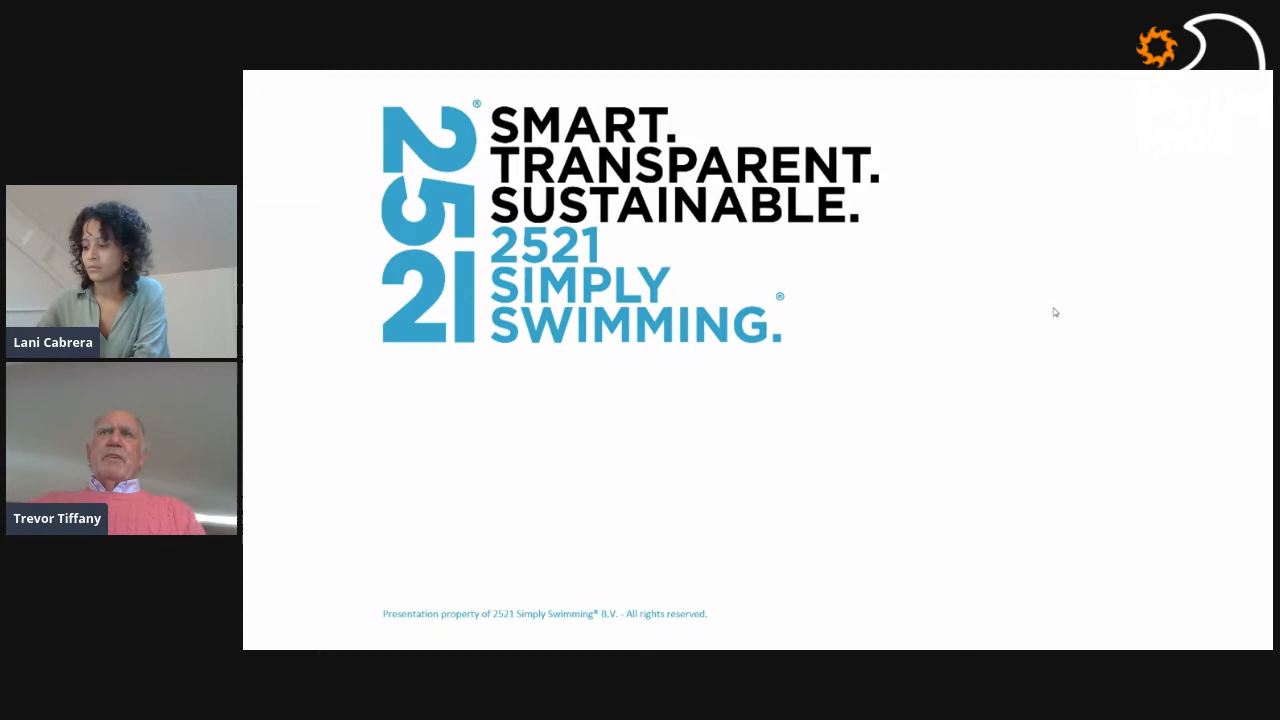 2521®
SMART.
TRANSPARENT.
SUSTAINABLE.
2521
SIMPLY
SWIMMING.®
Lani Cabrera
Trevor Tiffany
Presentation property of 2521 Simply Swimming® B.V. - All rights reserved.